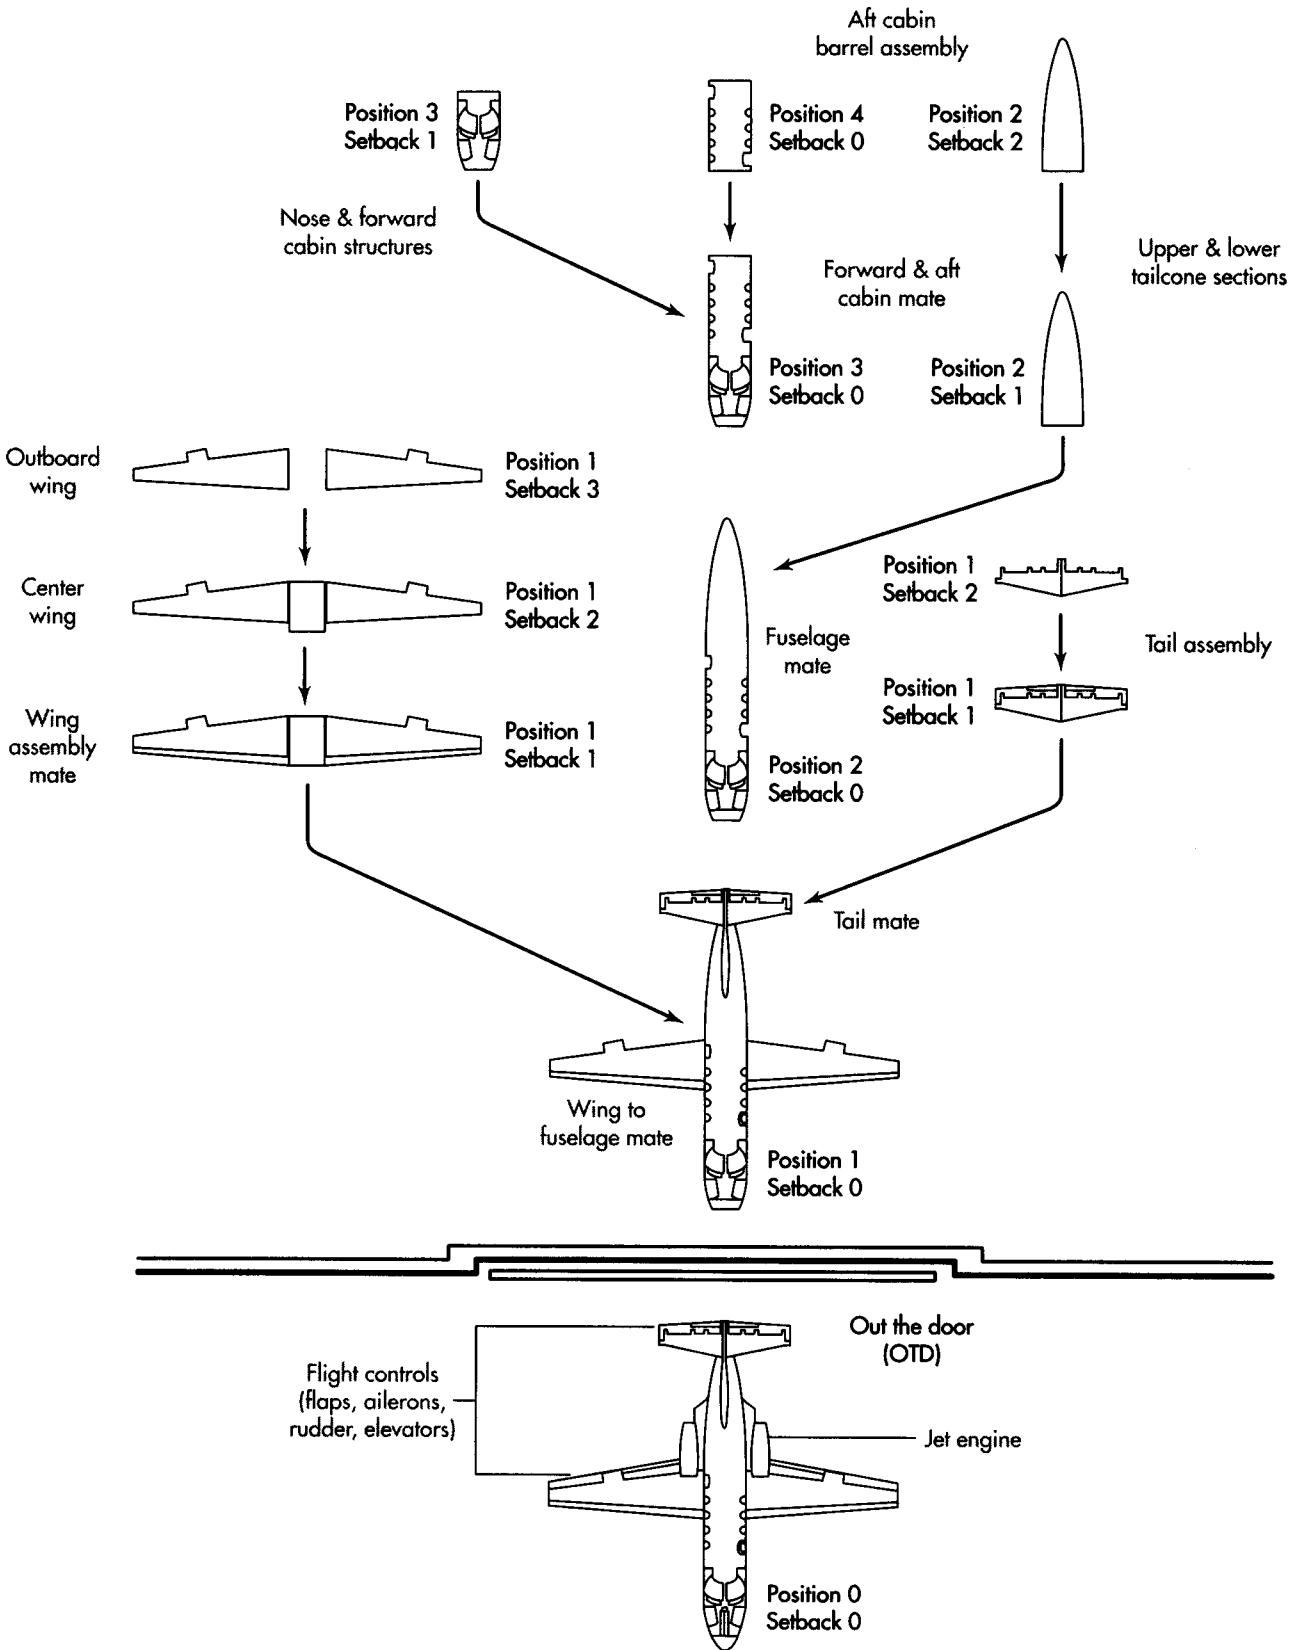 Aft cabin
barrel assembly
Position 3
Setback 1
Position 4
Setback 0
Position 2
Setback 2
Nose & forward
cabin structures
Forward & aft
cabin mate
Upper & lower
tailcone sections
Position 3
Setback 0
Position 2
Setback 1
Outboard
wing
Position 1
Setback 3
Center
wing
Position 1
Setback 2
Position 1
Setback 2
Fuselage
mate
Tail assembly
Position 1
Setback 1
Wing
assembly
mate
Position 1
Setback 1
Position 2
Setback 0
Tail mate
Wing to
fuselage mate
Position 1
Setback 0
Out the door
(OTD)
Flight controls
(flaps, ailerons,
rudder, elevators)
Jet engine
Position 0
Setback 0